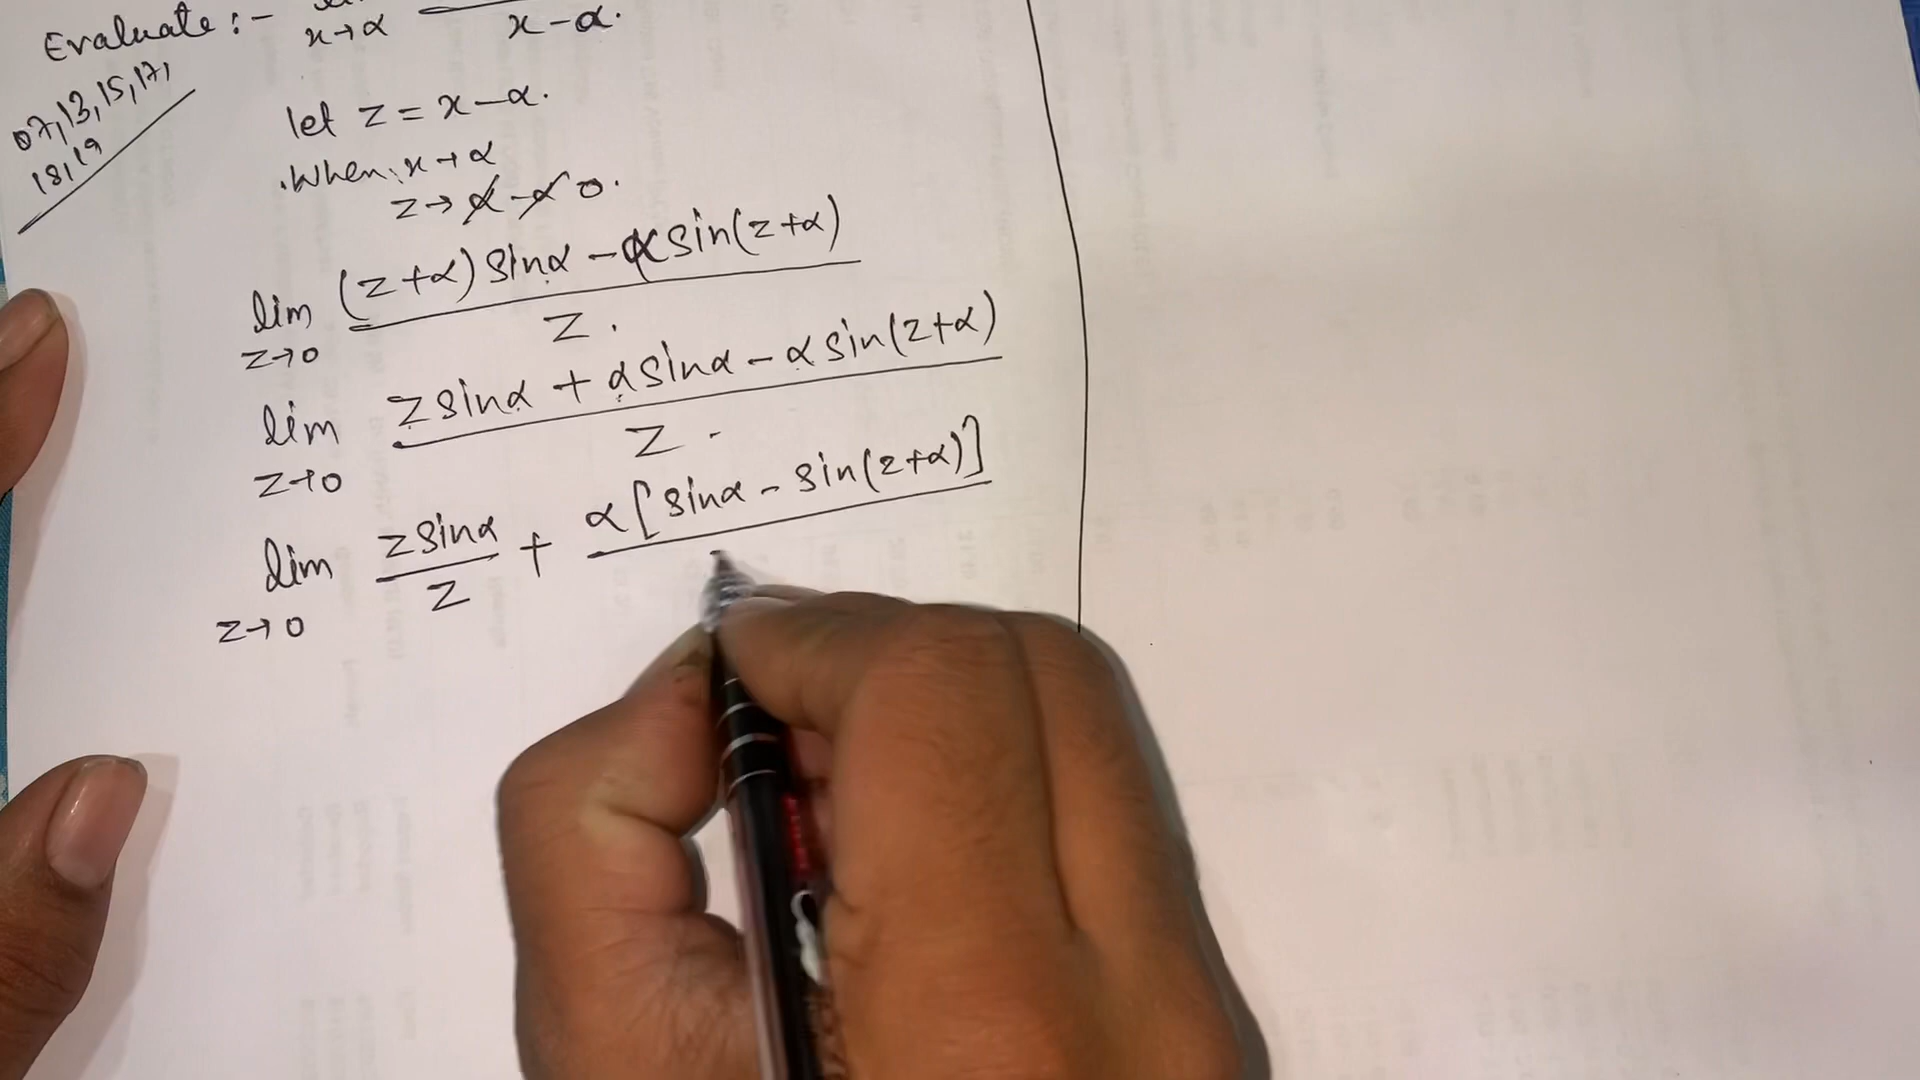 Evaluate :- x→α x-α.
07,13,15,17,
18,19
let z = x-α.
.When x→α
z→α-α 0.
lim (z+α) sinα - α sin(z+α)
z→0 z.
lim z sinα + α sinα - α sin(z+α)
z→0 z.
lim z sinα + α [sinα - sin(z+α)]
z
z→0